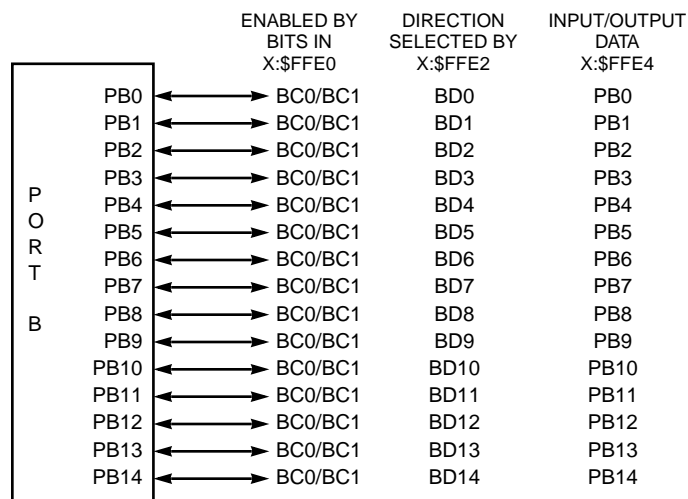 ENABLED BY BITS IN X:$FFE0
DIRECTION SELECTED BY X:$FFE2
INPUT/OUTPUT DATA X:$FFE4
PORT B
PB0 BC0/BC1 BD0 PB0
PB1 BC0/BC1 BD1 PB1
PB2 BC0/BC1 BD2 PB2
PB3 BC0/BC1 BD3 PB3
PB4 BC0/BC1 BD4 PB4
PB5 BC0/BC1 BD5 PB5
PB6 BC0/BC1 BD6 PB6
PB7 BC0/BC1 BD7 PB7
PB8 BC0/BC1 BD8 PB8
PB9 BC0/BC1 BD9 PB9
PB10 BC0/BC1 BD10 PB10
PB11 BC0/BC1 BD11 PB11
PB12 BC0/BC1 BD12 PB12
PB13 BC0/BC1 BD13 PB13
PB14 BC0/BC1 BD14 PB14